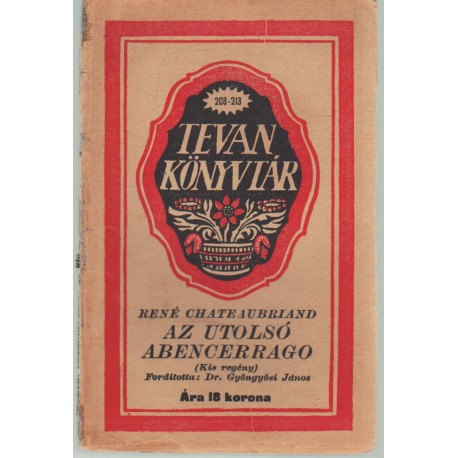 208-213
TEVAN
KÖNYVTÁR
RENÉ CHATEAUBRIAND
AZ UTOLSÓ
ABENCERRAGO
(Kis regény)
Fordította: Dr. Gyöngyösi János
Ára 18 korona